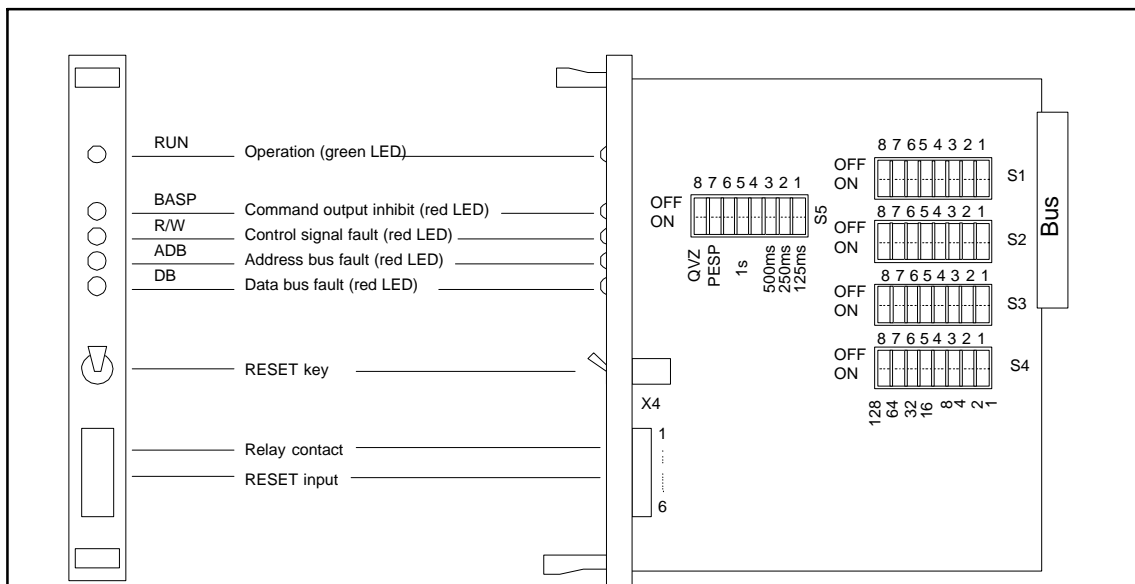 RUN
Operation (green LED)
BASP
Command output inhibit (red LED)
R/W
Control signal fault (red LED)
ADB
Address bus fault (red LED)
DB
Data bus fault (red LED)
RESET key
Relay contact
RESET input
X4
1
6
8 7 6 5 4 3 2 1
OFF
ON
S5
QVZ
PESP
1s
500ms
250ms
125ms
8 7 6 5 4 3 2 1
OFF
ON
S1
8 7 6 5 4 3 2 1
OFF
ON
S2
8 7 6 5 4 3 2 1
OFF
ON
S3
8 7 6 5 4 3 2 1
OFF
ON
S4
128 64 32 16 8 4 2 1
Bus